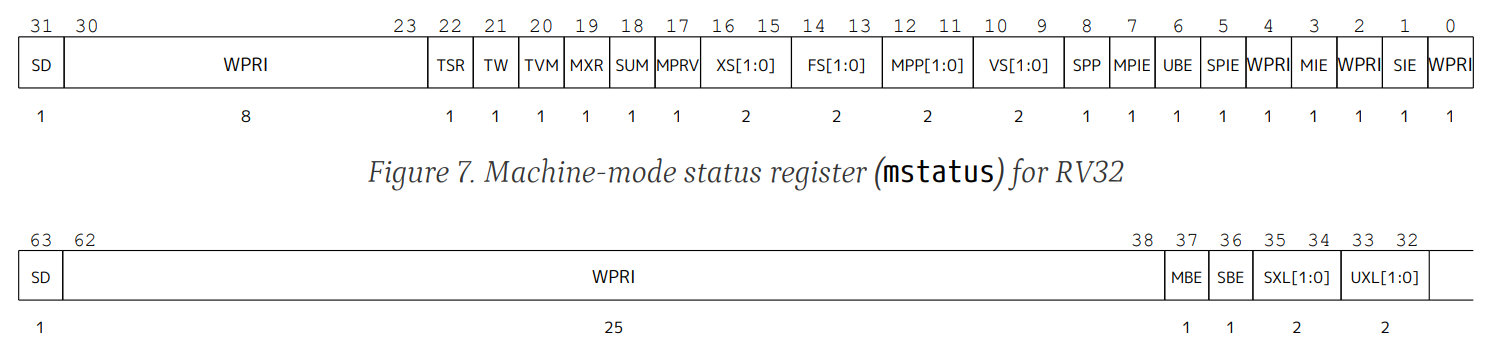 31 30 23 22 21 20 19 18 17 16 15 14 13 12 11 10 9 8 7 6 5 4 3 2 1 0
SD WPRI TSR TW TVM MXR SUM MPRV XS[1:0] FS[1:0] MPP[1:0] VS[1:0] SPP MPIE UBE SPIE WPRI MIE WPRI SIE WPRI
1 8 1 1 1 1 1 1 2 2 2 2 1 1 1 1 1 1 1 1 1
Figure 7. Machine-mode status register (mstatus) for RV32
63 62 38 37 36 35 34 33 32
SD WPRI MBE SBE SXL[1:0] UXL[1:0]
1 25 1 1 2 2